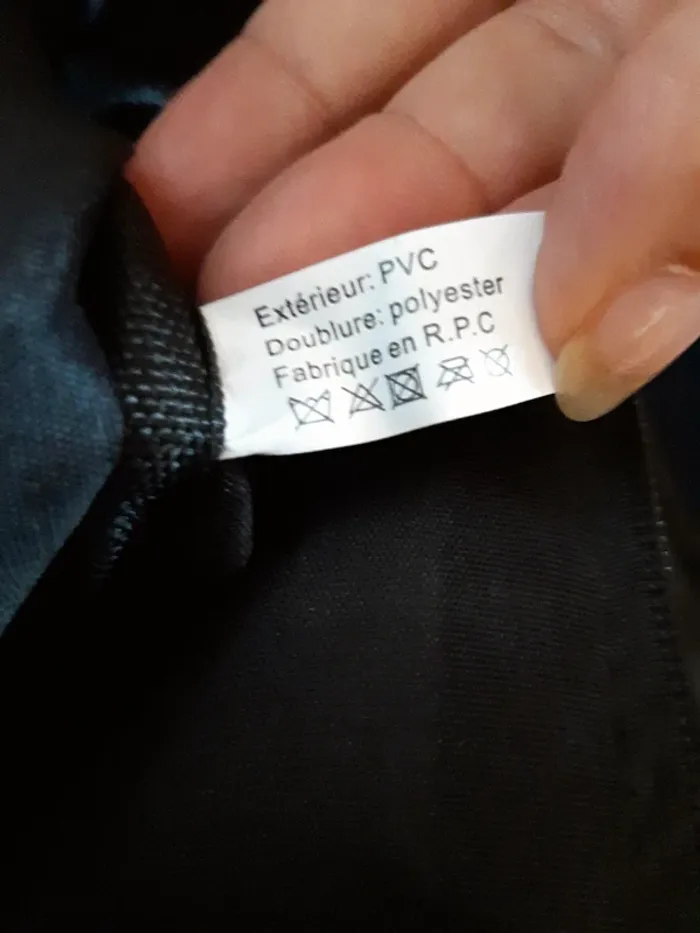 Extérieur: PVC
Doublure: polyester
Fabrique en R.P.C